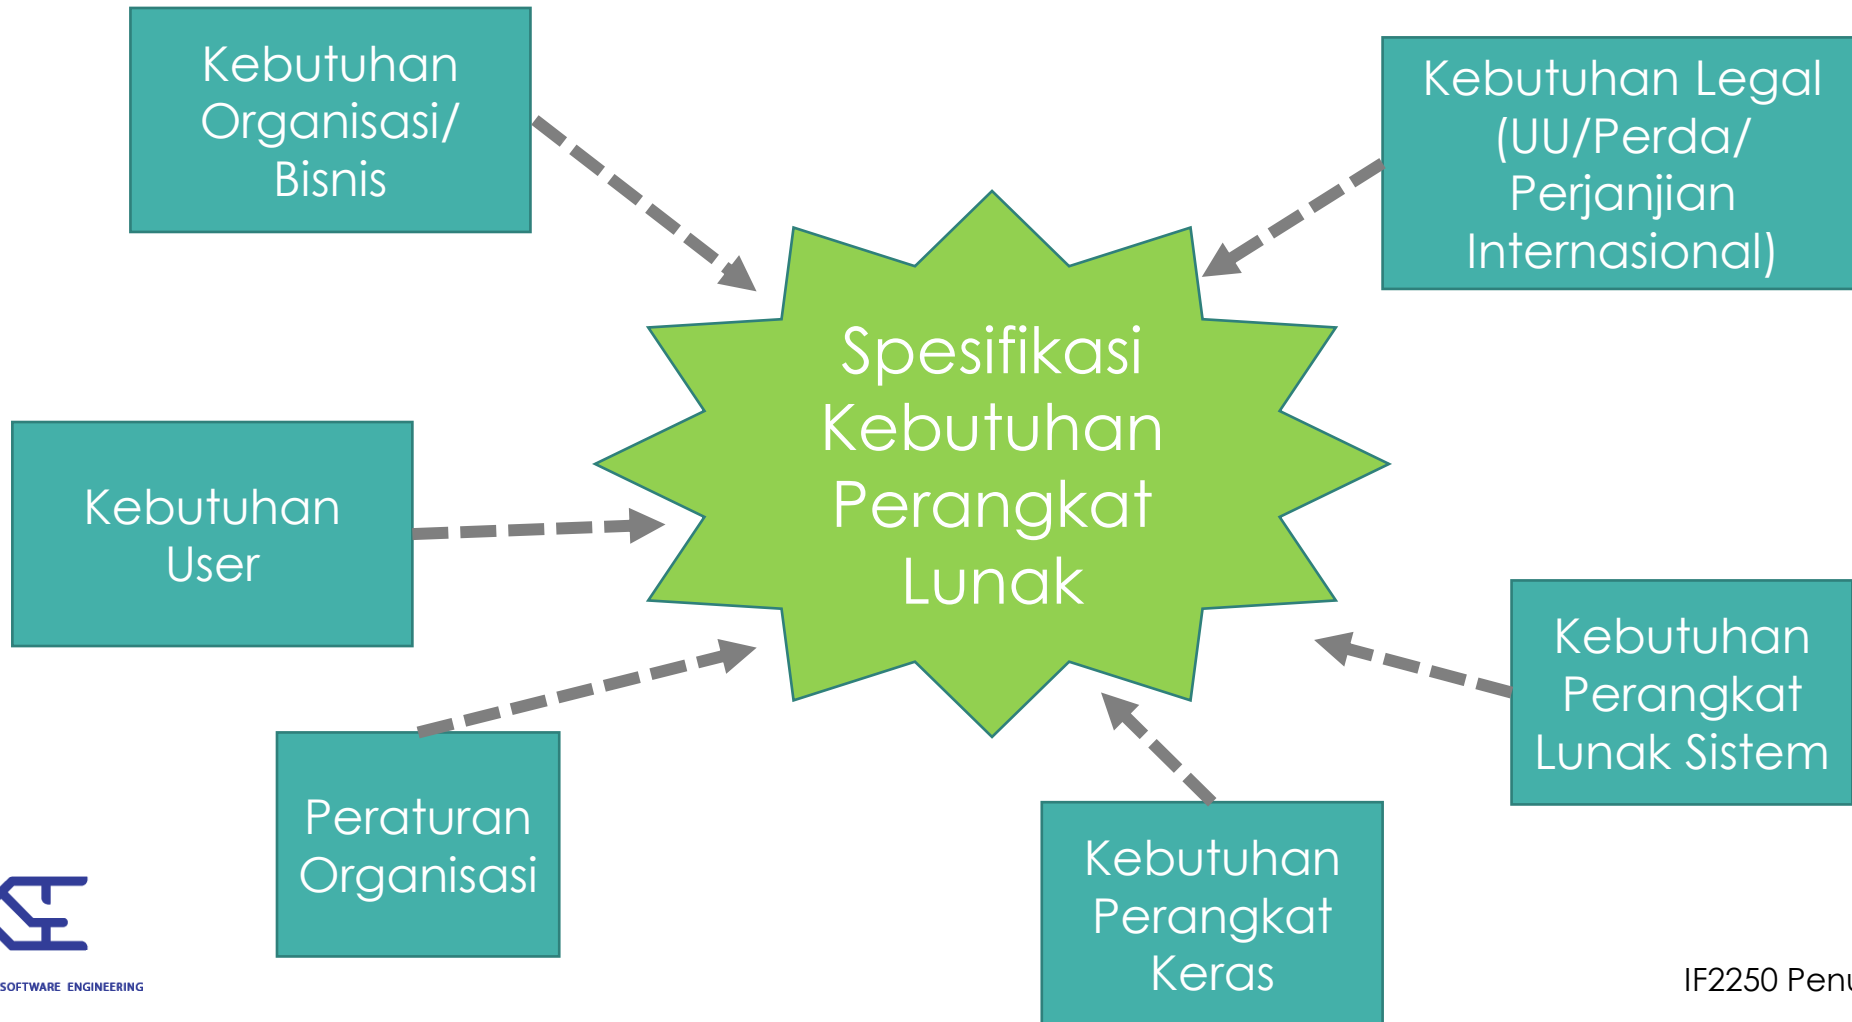 Kebutuhan
Organisasi/
Bisnis
Kebutuhan Legal
(UU/Perda/
Perjanjian
Internasional)
Spesifikasi
Kebutuhan
Perangkat
Lunak
Kebutuhan
User
Kebutuhan
Perangkat
Lunak Sistem
Peraturan
Organisasi
Kebutuhan
Perangkat
Keras
SOFTWARE ENGINEERING
IF2250